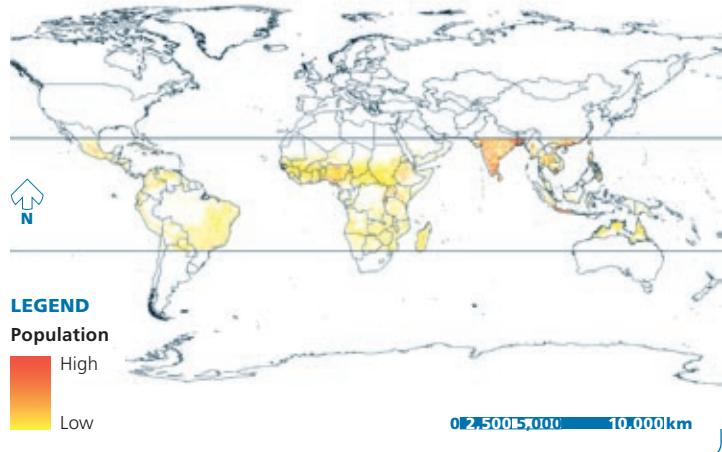 N
LEGEND
Population
High
Low
0 2,500 5,000 10,000 km